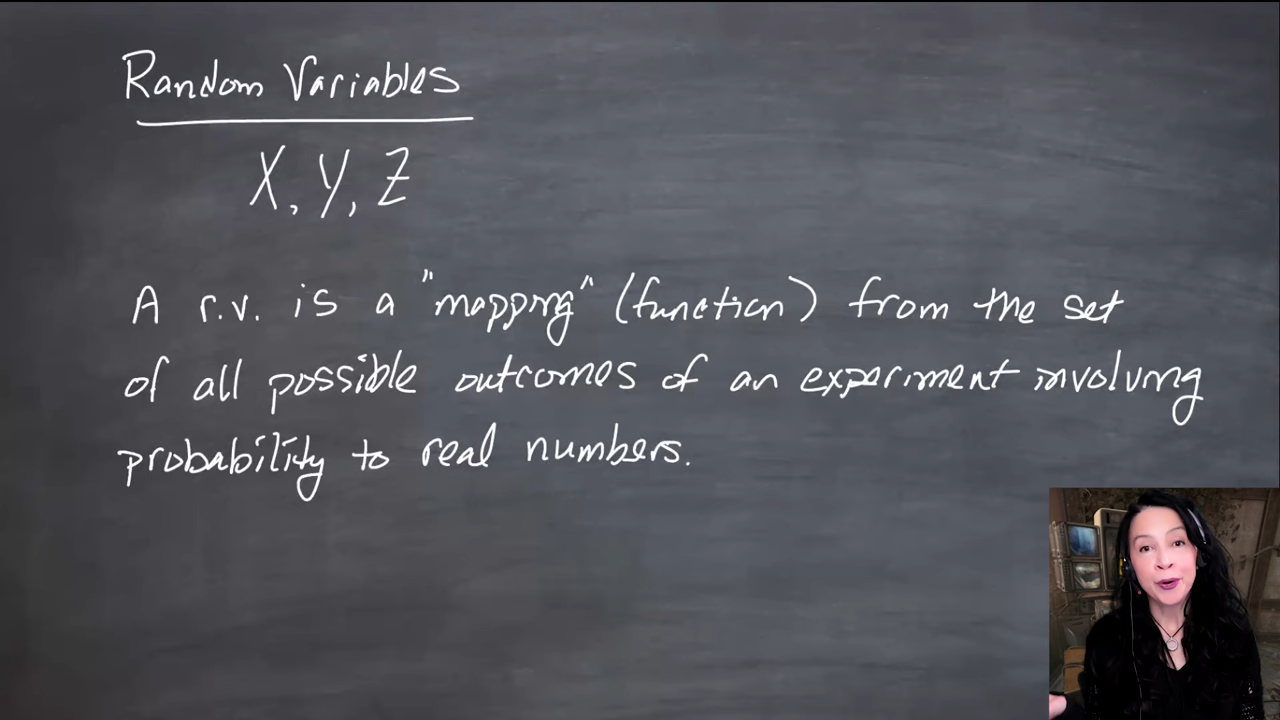 Random Variables
X, Y, Z
A r.v. is a "mapping" (function) from the set
of all possible outcomes of an experiment involving
probability to real numbers.